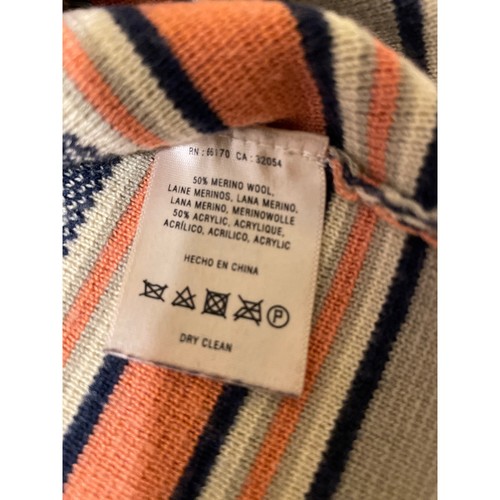 RN : 66170 CA : 32054
50% MERINO WOOL,
LAINE MERINOS, LANA MERINO,
LANA MERINO, MERINOWOLLE
50% ACRYLIC, ACRYLIQUE,
ACRÍLICO, ACRILICO, ACRYLIC
HECHO EN CHINA
P
DRY CLEAN